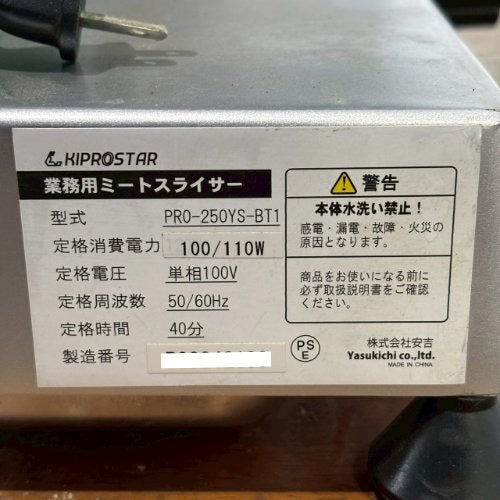 KIPROSTAR
業務用ミートスライサー
型式 PRO-250YS-BT1
定格消費電力 100/110W
定格電圧 単相100V
定格周波数 50/60Hz
定格時間 40分
製造番号
警告
本体水洗い禁止!
感電・漏電・故障・火災の
原因となります。
商品をお使いになる前に
必ず取扱説明書をご確認
ください。
PS
E
株式会社安吉
Yasukichi co.,ltd.
MADE IN CHINA